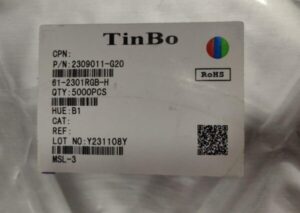 TinBo
CPN:
P/N:2309011-G20
61-2301RGB-H
RoHS
QTY:5000PCS
HUE:B1
CAT:
REF:
LOT NO:Y231108Y
MSL-3